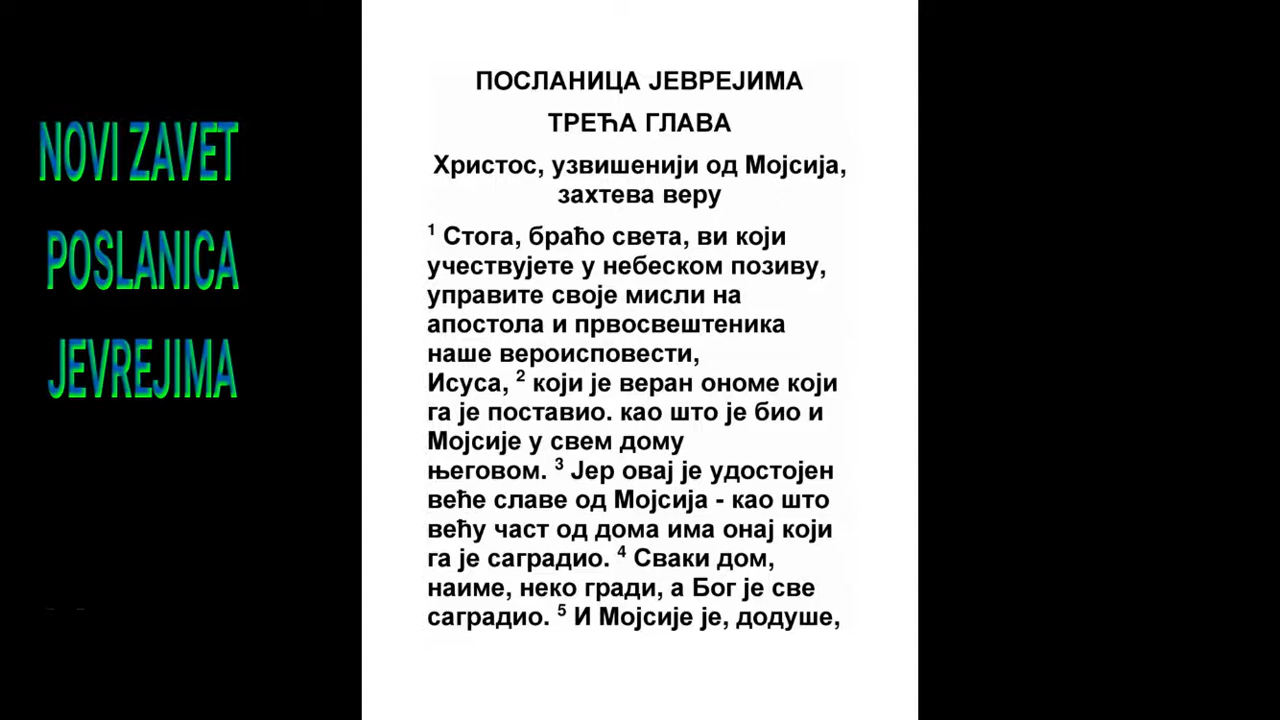 NOVI ZAVET
POSLANICA
JEVREJIMA
ПОСЛАНИЦА ЈЕВРЕЈИМА
ТРЕЋА ГЛАВА
Христос, узвишенији од Мојсија,
захтева веру
1 Стога, браћо света, ви који
учествујете у небеском позиву,
управите своје мисли на
апостола и првосвештеника
наше вероисповести,
Исуса, 2 који је веран ономе који
га је поставио. као што је био и
Мојсије у свем дому
његовом. 3 Јер овај је удостојен
веће славе од Мојсија - као што
већу част од дома има онај који
га је саградио. 4 Сваки дом,
наиме, неко гради, а Бог је све
саградио. 5 И Мојсије је, додуше,